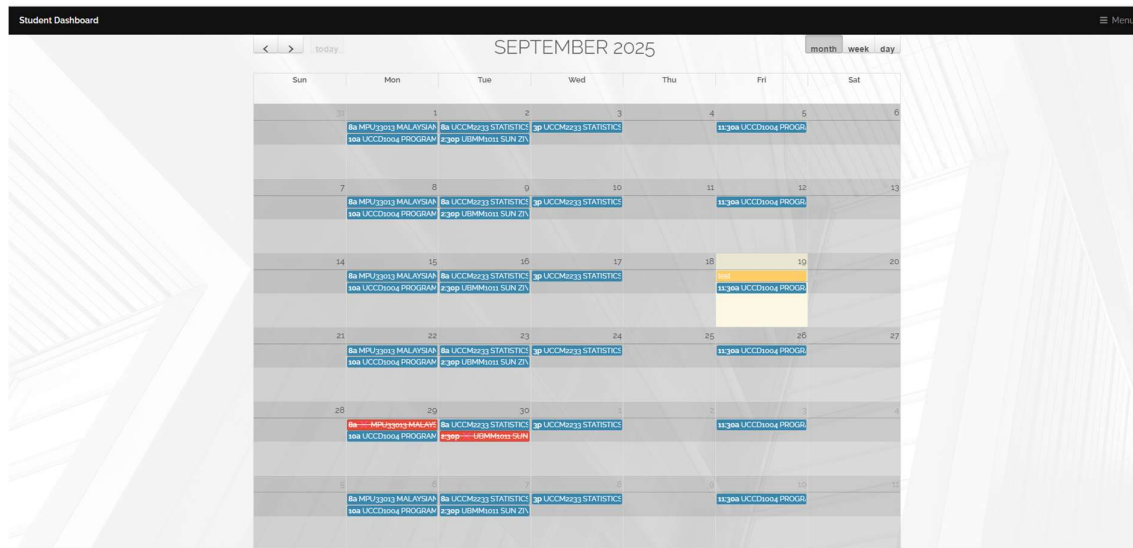 Student Dashboard
☰ Menu
< > today
SEPTEMBER 2025
month week day
Sun Mon Tue Wed Thu Fri Sat
31 1 2 3 4 5 6
8a MPU33013 MALAYSIAN 8a UCCM2233 STATISTICS 3p UCCM2233 STATISTICS 11:30a UCCD1004 PROGR
10a UCCD1004 PROGRAM 2:30p UBMM1011 SUN ZI
7 8 9 10 11 12 13
8a MPU33013 MALAYSIAN 8a UCCM2233 STATISTICS 3p UCCM2233 STATISTICS 11:30a UCCD1004 PROGR
10a UCCD1004 PROGRAM 2:30p UBMM1011 SUN ZI
14 15 16 17 18 19 20
test
8a MPU33013 MALAYSIAN 8a UCCM2233 STATISTICS 3p UCCM2233 STATISTICS 11:30a UCCD1004 PROGR
10a UCCD1004 PROGRAM 2:30p UBMM1011 SUN ZI
21 22 23 24 25 26 27
8a MPU33013 MALAYSIAN 8a UCCM2233 STATISTICS 3p UCCM2233 STATISTICS 11:30a UCCD1004 PROGR
10a UCCD1004 PROGRAM 2:30p UBMM1011 SUN ZI
28 29 30 1 2 3 4
8a MPU33013 MALAYS 8a UCCM2233 STATISTICS 3p UCCM2233 STATISTICS 11:30a UCCD1004 PROGR
10a UCCD1004 PROGRAM 2:30p UBMM1011 SUN
5 6 7 8 9 10 11
8a MPU33013 MALAYSIAN 8a UCCM2233 STATISTICS 3p UCCM2233 STATISTICS 11:30a UCCD1004 PROGR
10a UCCD1004 PROGRAM 2:30p UBMM1011 SUN ZI